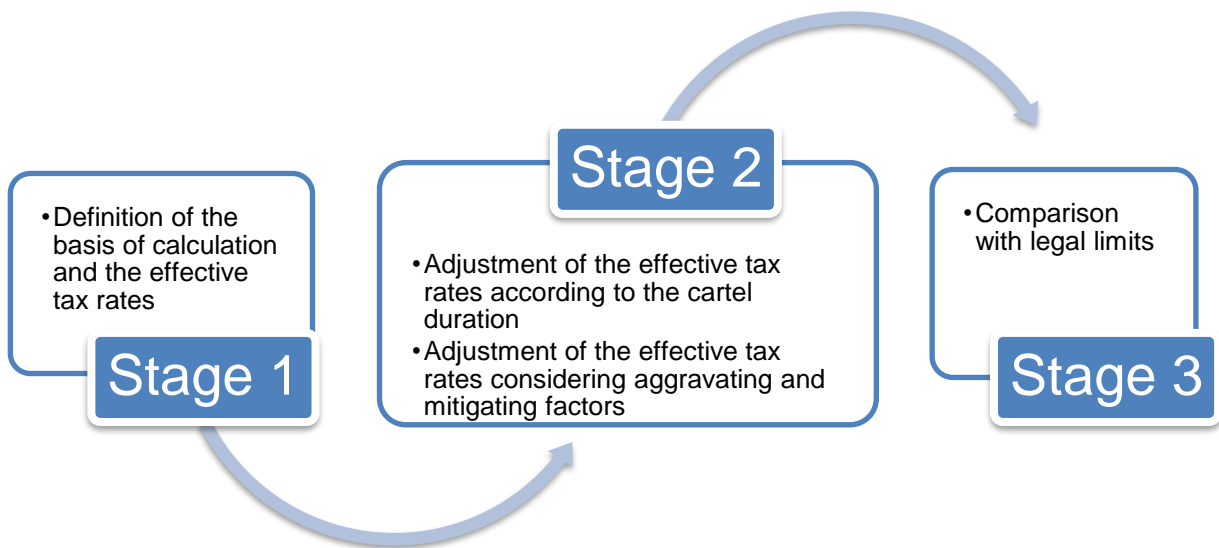 •Definition of the
basis of calculation
and the effective
tax rates
Stage 1
Stage 2
•Adjustment of the effective tax
rates according to the cartel
duration
•Adjustment of the effective tax
rates considering aggravating and
mitigating factors
•Comparison
with legal limits
Stage 3